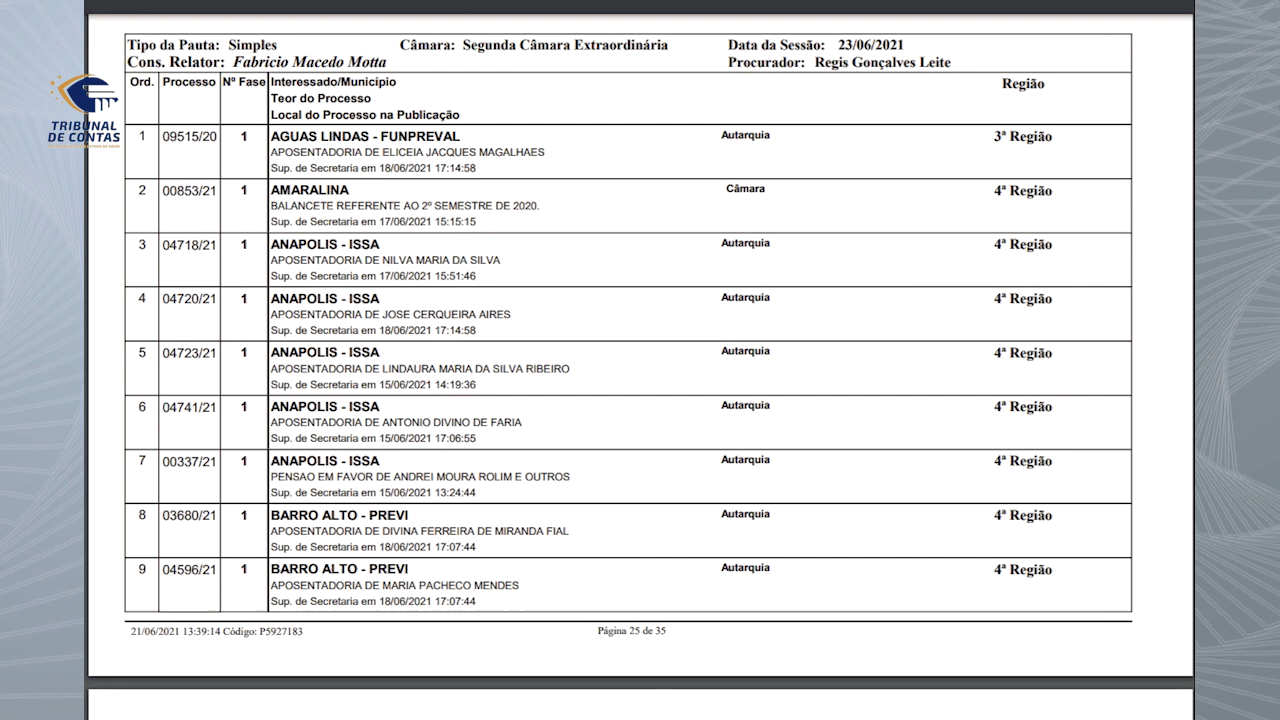 Tipo da Pauta: Simples Câmara: Segunda Câmara Extraordinária Data da Sessão: 23/06/2021
Cons. Relator: Fabricio Macedo Motta Procurador: Regis Gonçalves Leite
Ord. Processo Nº Fase Interessado/Município Região
Teor do Processo
Local do Processo na Publicação
TRIBUNAL
DE CONTAS
1 09515/20 1 AGUAS LINDAS - FUNPREVAL Autarquia 3ª Região
APOSENTADORIA DE ELICEIA JACQUES MAGALHAES
Sup. de Secretaria em 18/06/2021 17:14:58
2 00853/21 1 AMARALINA Câmara 4ª Região
BALANCETE REFERENTE AO 2º SEMESTRE DE 2020.
Sup. de Secretaria em 17/06/2021 15:15:15
3 04718/21 1 ANAPOLIS - ISSA Autarquia 4ª Região
APOSENTADORIA DE NILVA MARIA DA SILVA
Sup. de Secretaria em 17/06/2021 15:51:46
4 04720/21 1 ANAPOLIS - ISSA Autarquia 4ª Região
APOSENTADORIA DE JOSE CERQUEIRA AIRES
Sup. de Secretaria em 18/06/2021 17:14:58
5 04723/21 1 ANAPOLIS - ISSA Autarquia 4ª Região
APOSENTADORIA DE LINDAURA MARIA DA SILVA RIBEIRO
Sup. de Secretaria em 15/06/2021 14:19:36
6 04741/21 1 ANAPOLIS - ISSA Autarquia 4ª Região
APOSENTADORIA DE ANTONIO DIVINO DE FARIA
Sup. de Secretaria em 15/06/2021 17:06:55
7 00337/21 1 ANAPOLIS - ISSA Autarquia 4ª Região
PENSAO EM FAVOR DE ANDREI MOURA ROLIM E OUTROS
Sup. de Secretaria em 15/06/2021 13:24:44
8 03680/21 1 BARRO ALTO - PREVI Autarquia 4ª Região
APOSENTADORIA DE DIVINA FERREIRA DE MIRANDA FIAL
Sup. de Secretaria em 18/06/2021 17:07:44
9 04596/21 1 BARRO ALTO - PREVI Autarquia 4ª Região
APOSENTADORIA DE MARIA PACHECO MENDES
Sup. de Secretaria em 18/06/2021 17:07:44
21/06/2021 13:39:14 Código: P5927183 Página 25 de 35